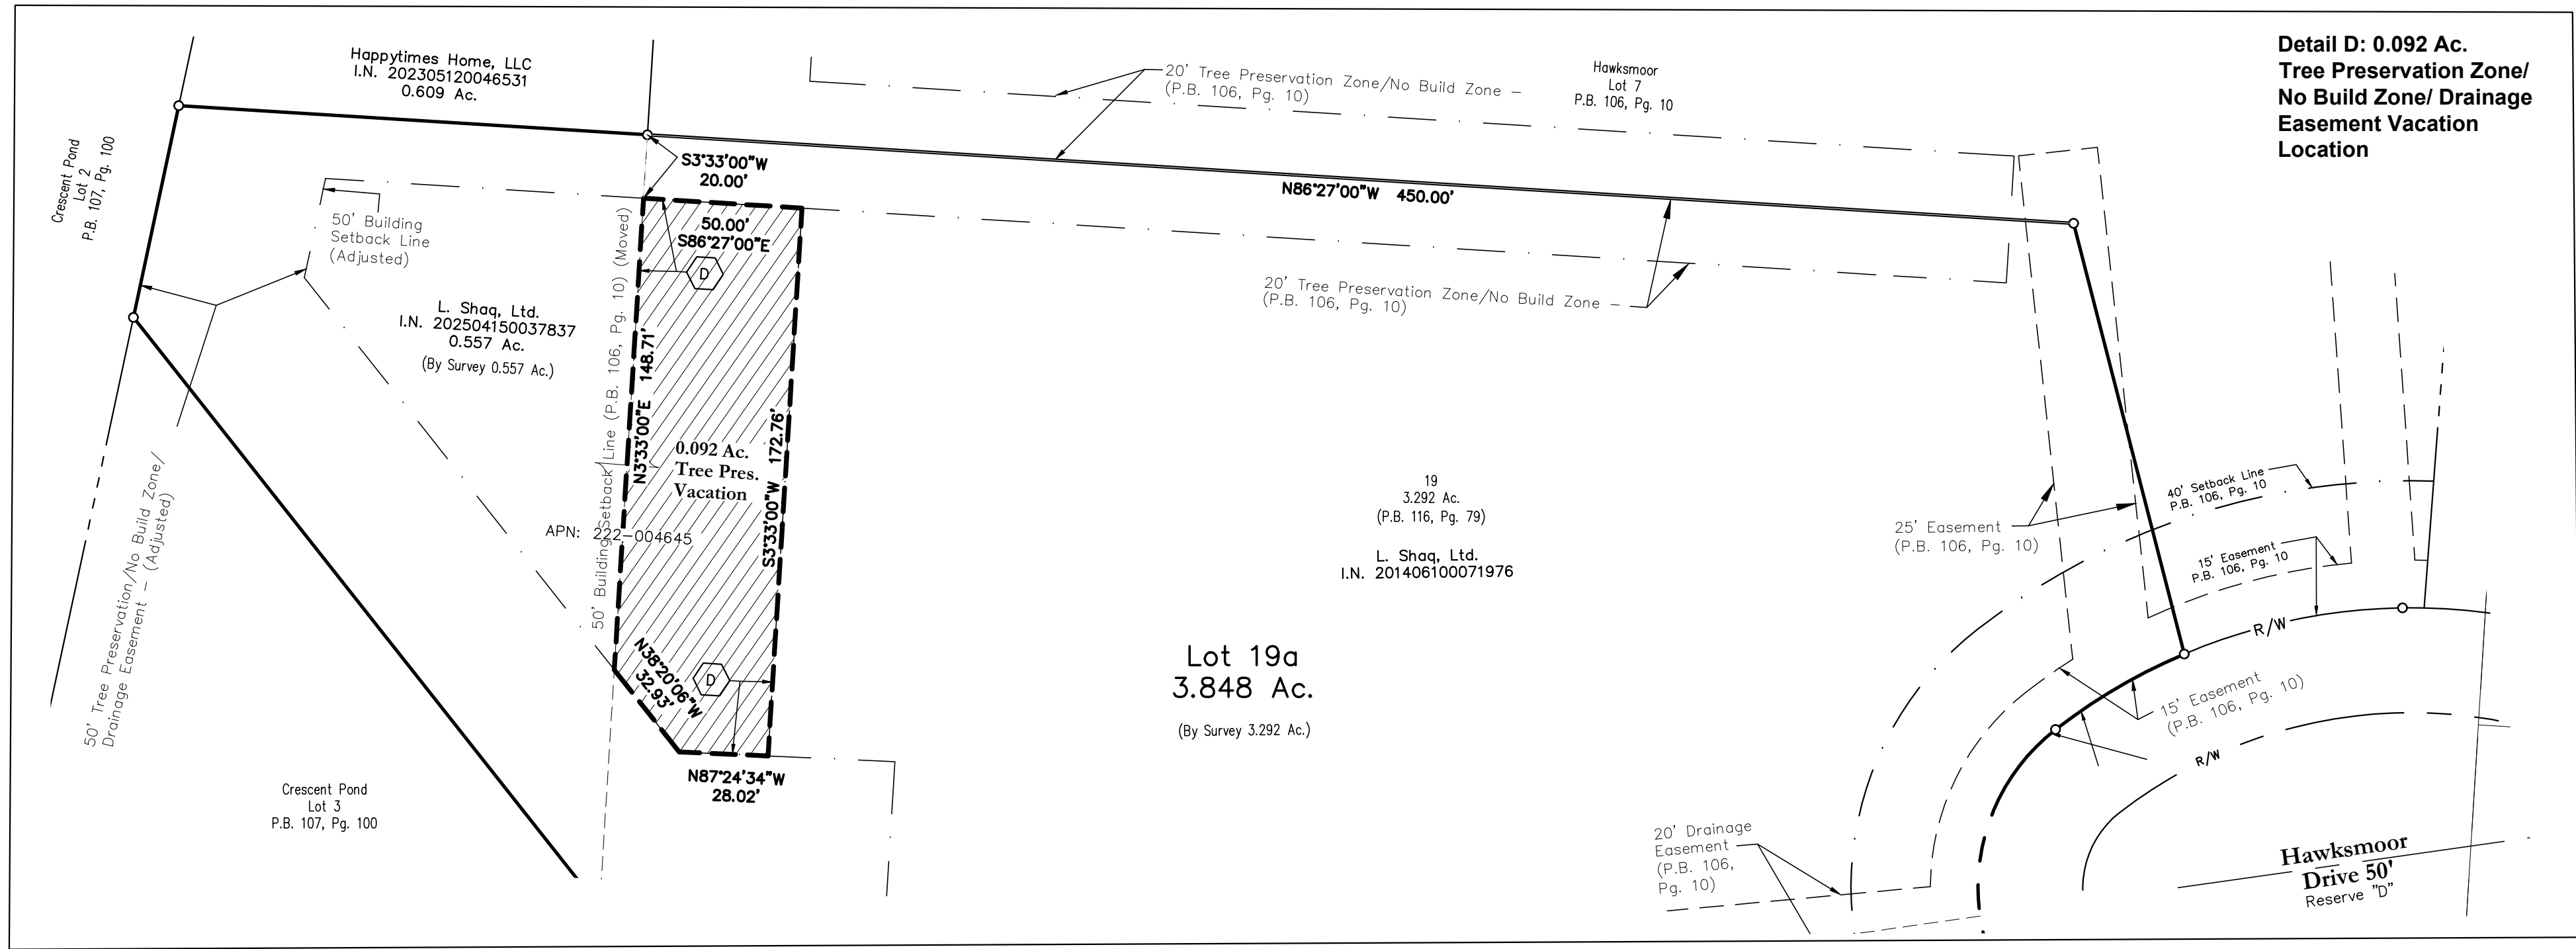 Detail D: 0.092 Ac.
Tree Preservation Zone/
No Build Zone/ Drainage
Easement Vacation
Location
Happytimes Home, LLC
I.N. 202305120046531
0.609 Ac.
20' Tree Preservation Zone/No Build Zone –
(P.B. 106, Pg. 10)
Hawksmoor
Lot 7
P.B. 106, Pg. 10
Crescent Pond
Lot 2
P.B. 107, Pg. 100
S3°33'00"W
20.00'
N86°27'00"W 450.00'
50' Building
Setback Line
(Adjusted)
50.00'
S86°27'00"E
D
20' Tree Preservation Zone/No Build Zone –
(P.B. 106, Pg. 10)
L. Shaq, Ltd.
I.N. 202504150037837
0.557 Ac.
(By Survey 0.557 Ac.)
50' Building Setback Line (P.B. 106, Pg. 10) (Moved)
N3°33'00"E 148.71'
0.092 Ac.
Tree Pres.
Vacation
S3°33'00"W 172.76'
APN: 222-004645
19
3.292 Ac.
(P.B. 116, Pg. 79)
L. Shaq, Ltd.
I.N. 201406100071976
25' Easement
(P.B. 106, Pg. 10)
40' Setback Line
P.B. 106, Pg. 10
15' Easement
P.B. 106, Pg. 10
R/W
50' Tree Preservation/No Build Zone/
Drainage Easement – (Adjusted)
N38°20'06"W
32.93'
D
Lot 19a
3.848 Ac.
(By Survey 3.292 Ac.)
15' Easement
(P.B. 106, Pg. 10)
R/W
N87°24'34"W
28.02'
Crescent Pond
Lot 3
P.B. 107, Pg. 100
20' Drainage
Easement
(P.B. 106,
Pg. 10)
Hawksmoor
Drive 50'
Reserve "D"